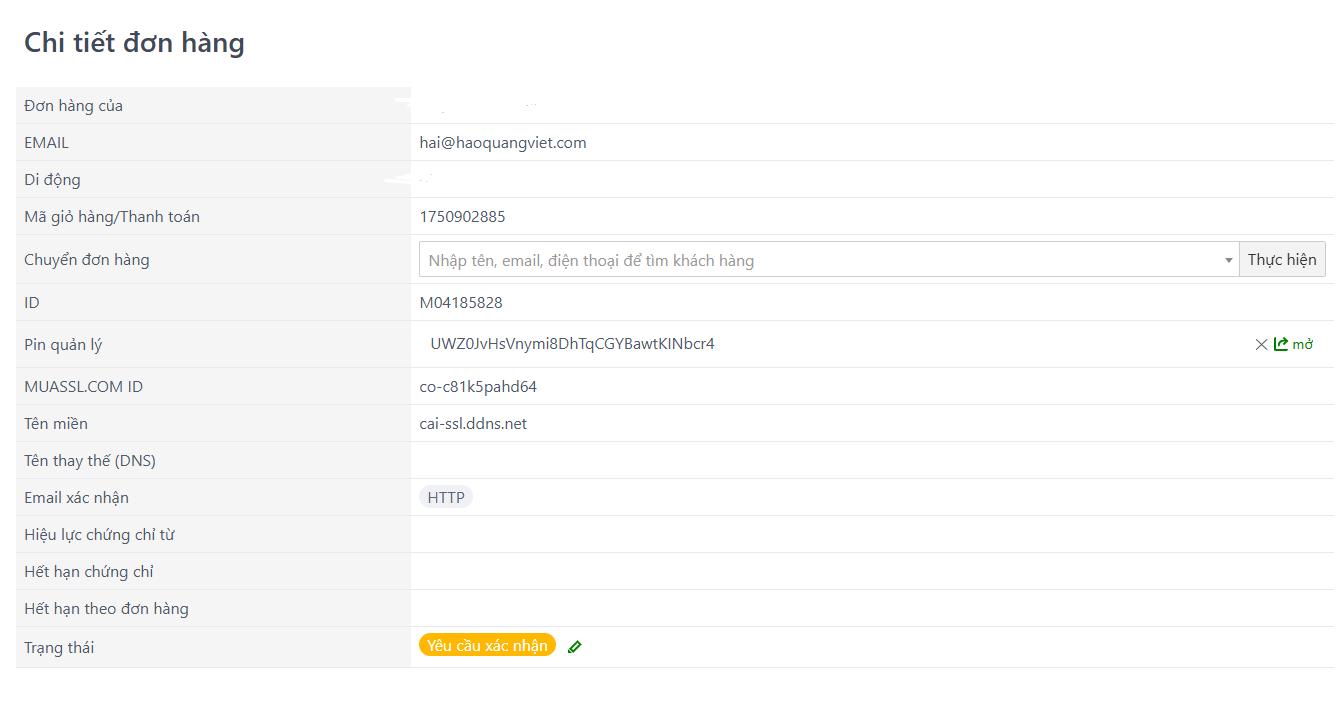 Chi tiết đơn hàng
Đơn hàng của
EMAIL hai@haoquangviet.com
Di động
Mã giỏ hàng/Thanh toán 1750902885
Chuyển đơn hàng Nhập tên, email, điện thoại để tìm khách hàng Thực hiện
ID M04185828
Pin quản lý UWZ0JvHsVnymi8DhTqCGYBawtKINbcr4 mở
MUASSL.COM ID co-c81k5pahd64
Tên miền cai-ssl.ddns.net
Tên thay thế (DNS)
Email xác nhận HTTP
Hiệu lực chứng chỉ từ
Hết hạn chứng chỉ
Hết hạn theo đơn hàng
Trạng thái Yêu cầu xác nhận